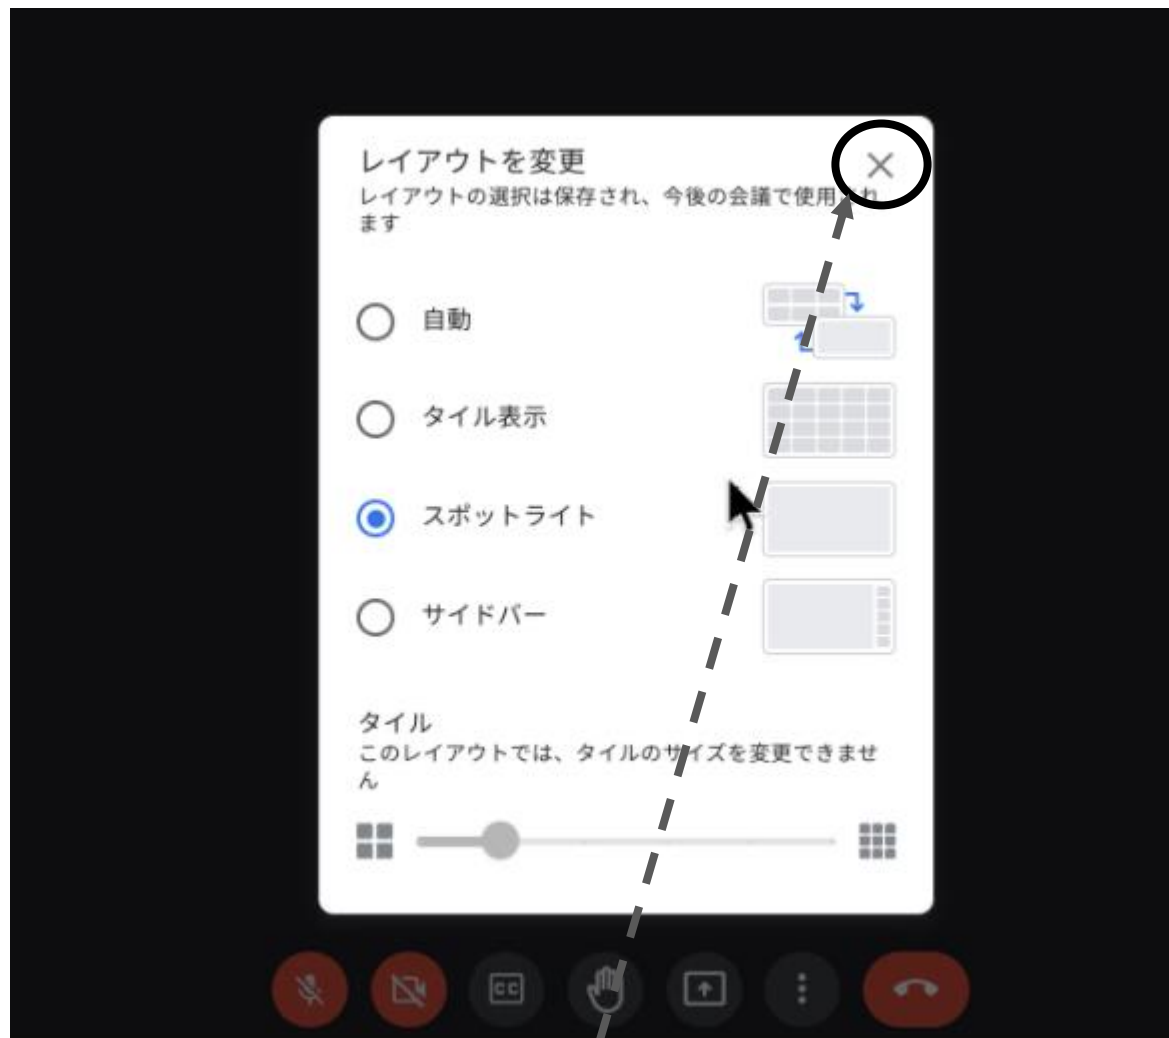 レイアウトを変更
レイアウトの選択は保存され、今後の会議で使用され
ます
自動
タイル表示
スポットライト
サイドバー
タイル
このレイアウトでは、タイルのサイズを変更できませ
ん
CC